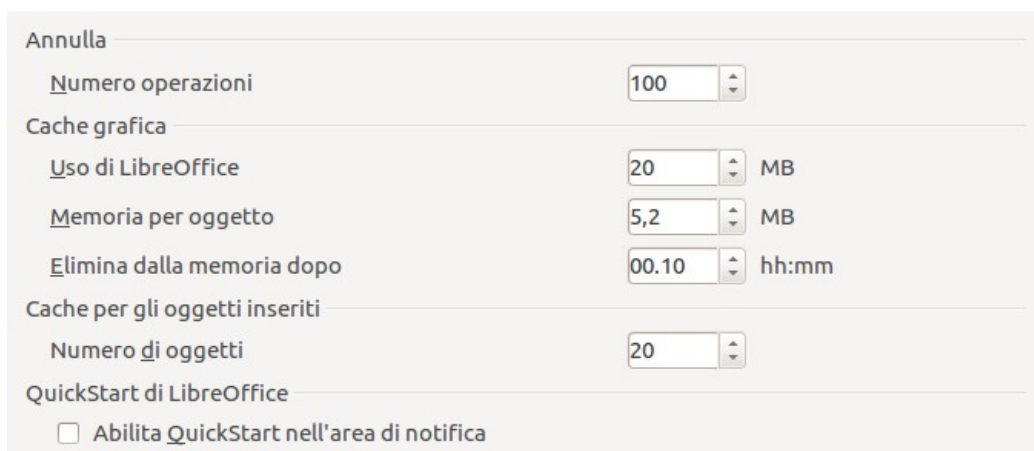 Annulla
Numero operazioni 100
Cache grafica
Uso di LibreOffice 20 MB
Memoria per oggetto 5,2 MB
Elimina dalla memoria dopo 00.10 hh:mm
Cache per gli oggetti inseriti
Numero di oggetti 20
QuickStart di LibreOffice
Abilita QuickStart nell'area di notifica